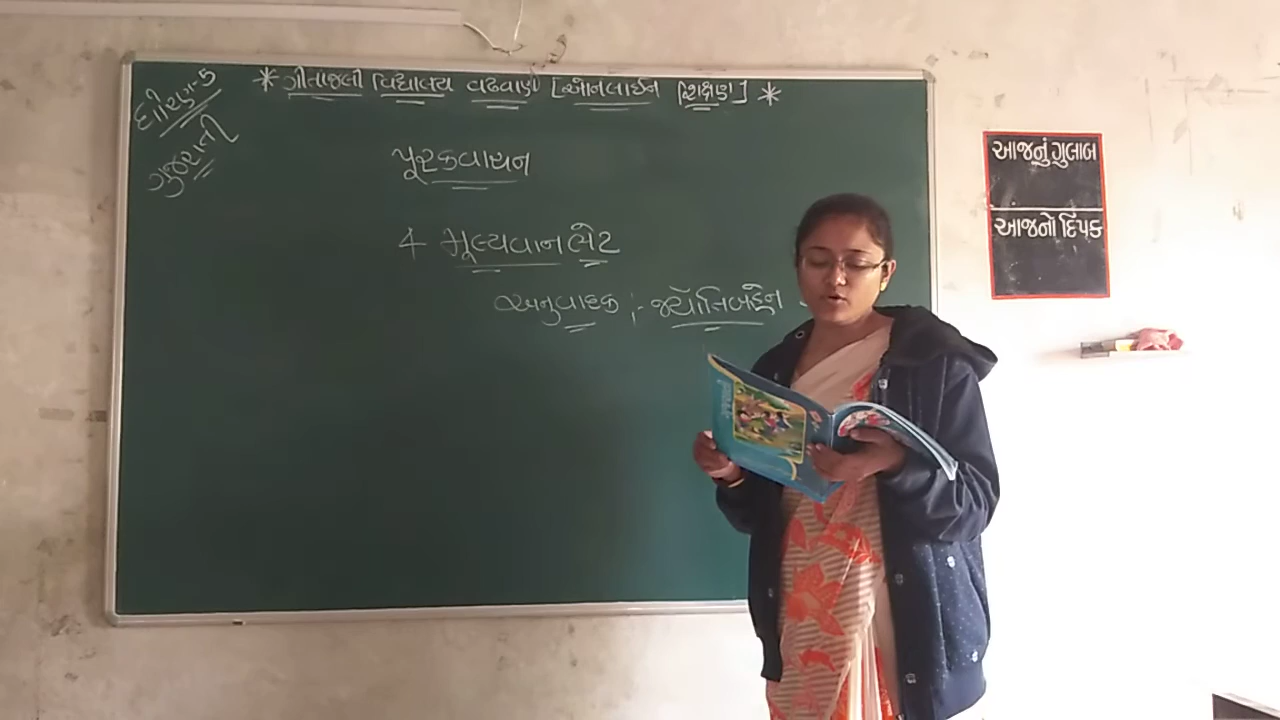 * ગીતાંજલી વિદ્યાલય વઢવાણ [ઓનલાઈન શિક્ષણ] *
ધોરણ-5
ગુજરાતી
પૂરકવાચન
4 મૂલ્યવાન ભેટ
અનુવાદક :- જ્યોતિબહેન -
આજનું ગુલાબ
આજનો દિપક